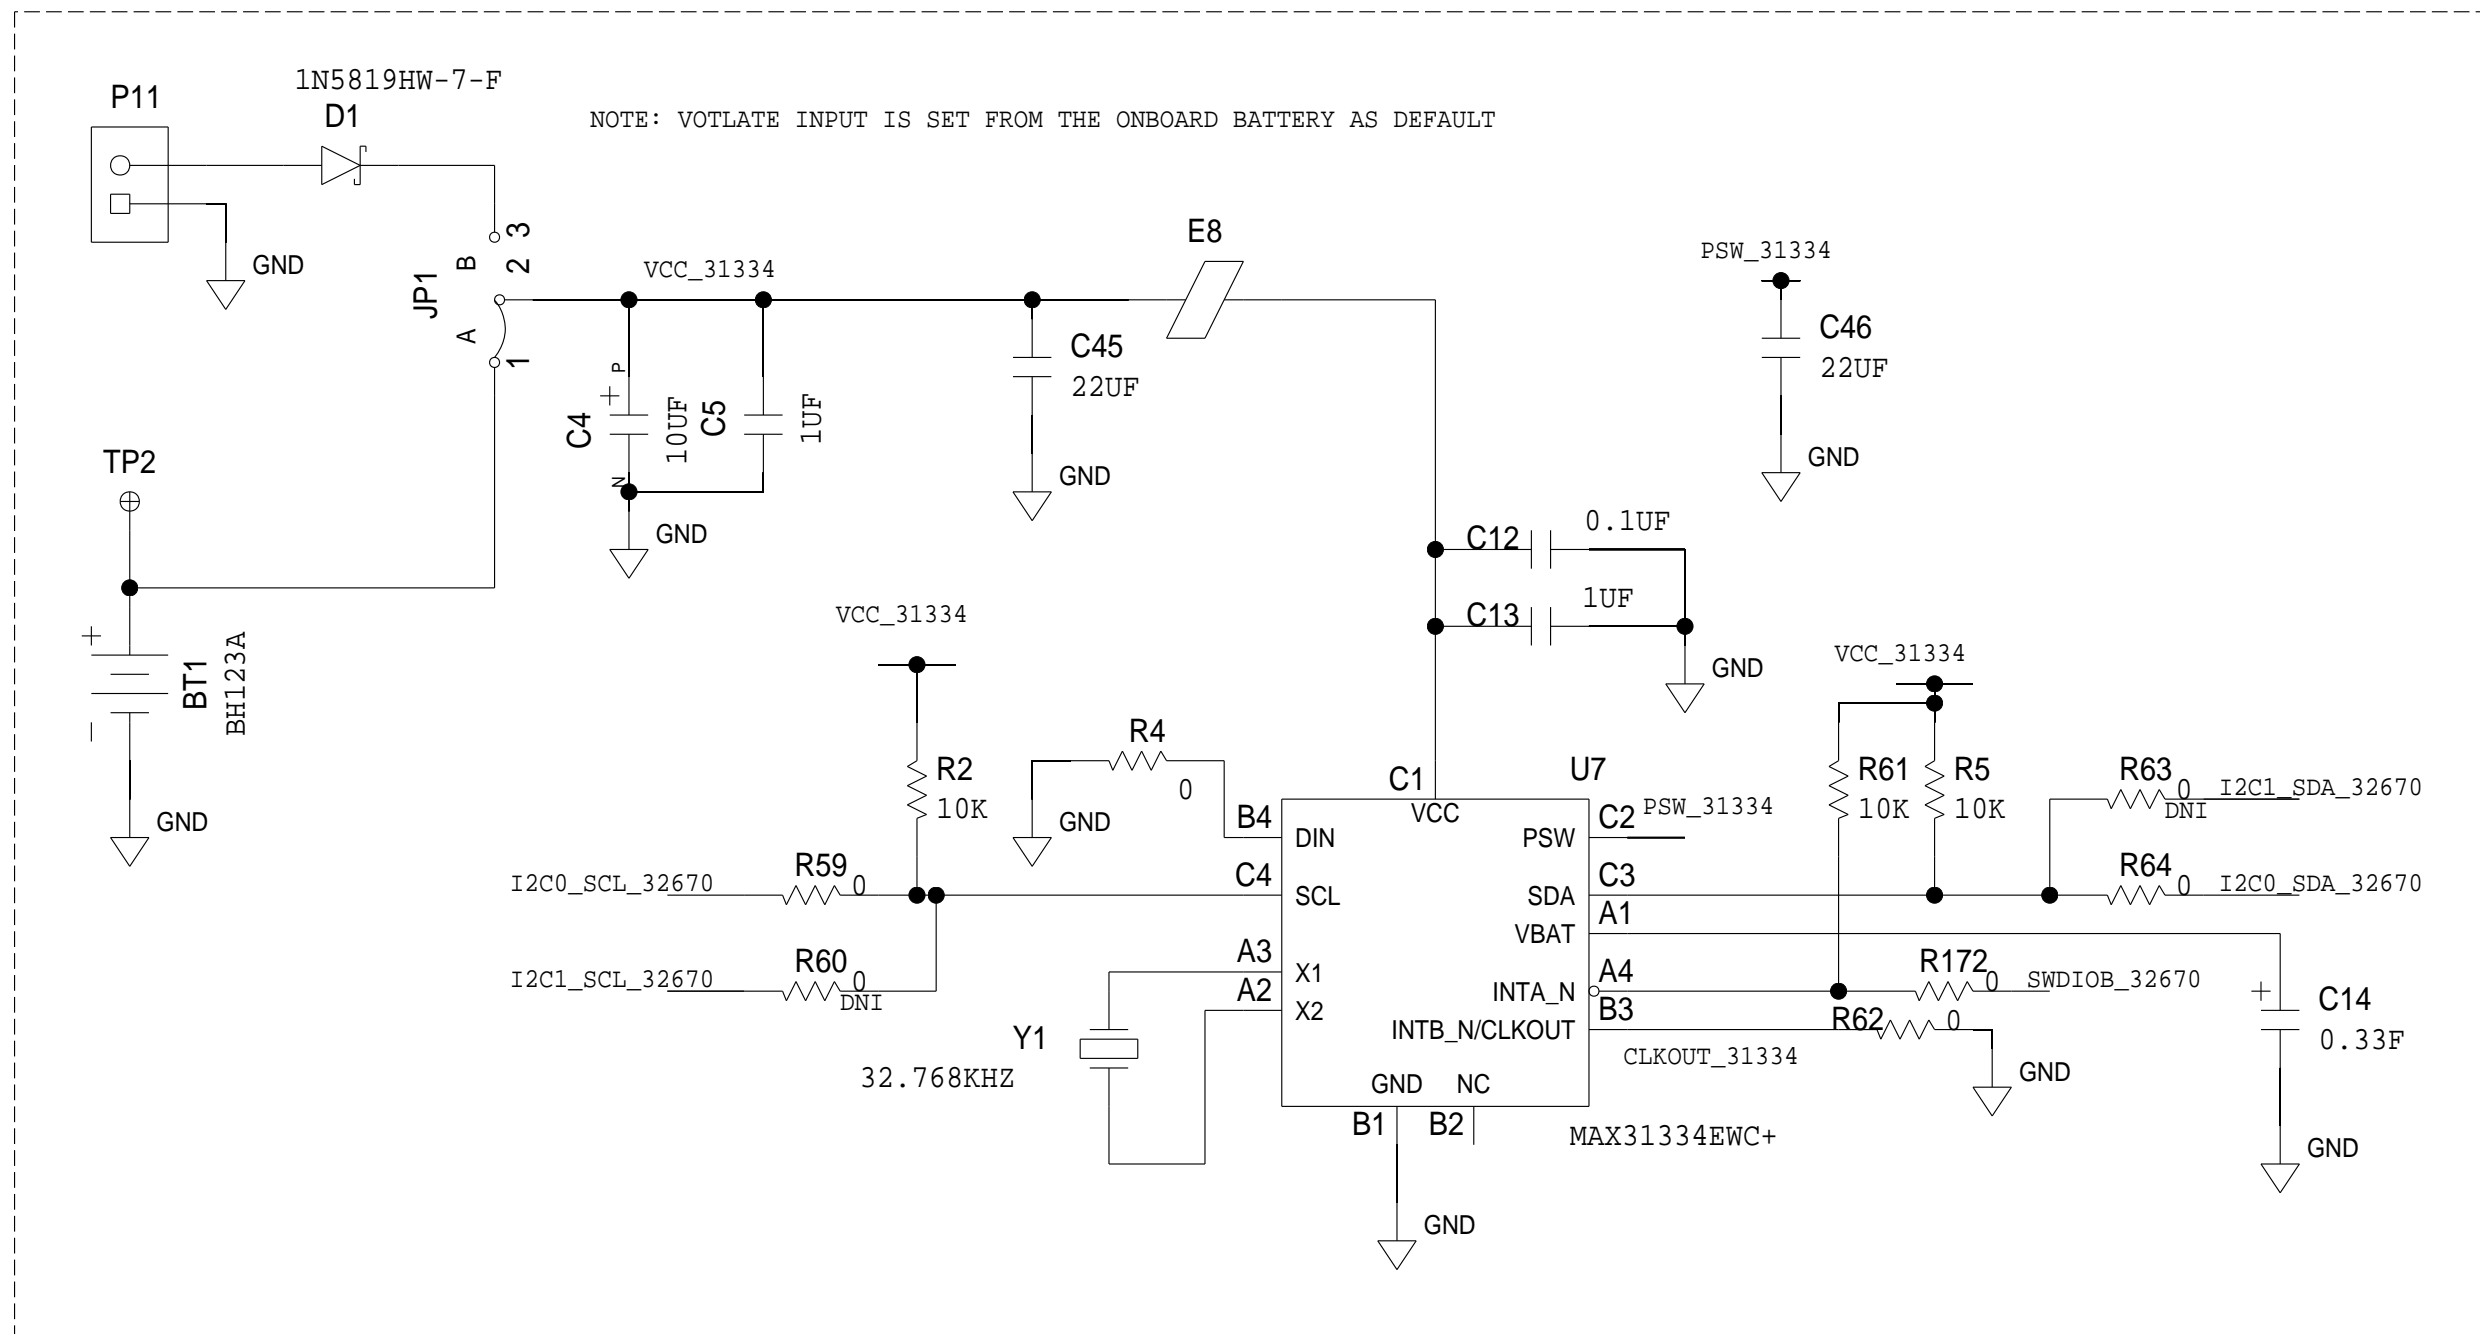 1N5819HW-7-F
P11
D1
NOTE: VOTLATE INPUT IS SET FROM THE ONBOARD BATTERY AS DEFAULT
GND
JP1
B
A
3
2
1
VCC_31334
E8
PSW_31334
C46
22UF
GND
C45
22UF
GND
P
+
C4
10UF
N
C5
1UF
GND
TP2
+
BT1
BH123A
-
GND
C12
0.1UF
C13
1UF
GND
VCC_31334
R2
10K
R4
0
GND
VCC_31334
R61
10K
R5
10K
R63
0
DNI
I2C1_SDA_32670
R64
0
I2C0_SDA_32670
I2C0_SCL_32670
R59
0
I2C1_SCL_32670
R60
0
DNI
Y1
32.768KHZ
U7
C1
VCC
B4
DIN
C4
SCL
A3
X1
A2
X2
PSW
C2
PSW_31334
SDA
C3
VBAT
A1
INTA_N
A4
INTB_N/CLKOUT
B3
GND
NC
B1
B2
MAX31334EWC+
GND
R172
0
SWDIOB_32670
R62
0
CLKOUT_31334
GND
+
C14
0.33F
GND